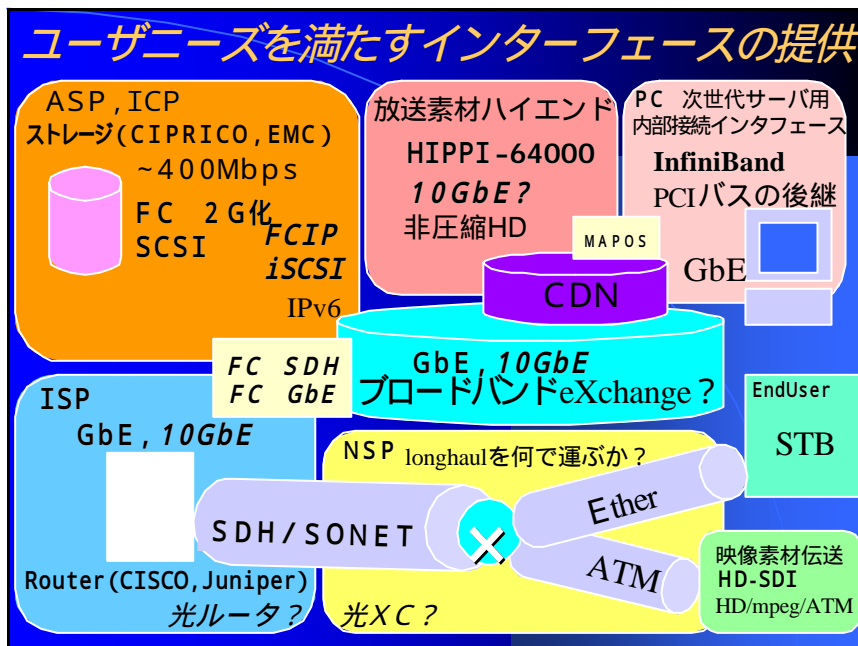 ユーザニーズを満たすインターフェースの提供
ASP,ICP
ストレージ(CIPRICO,EMC)
~400Mbps
FC 2G化
SCSI
FCIP
iSCSI
IPv6
放送素材ハイエンド
HIPPI-64000
10GbE?
非圧縮HD
PC 次世代サーバ用
内部接続インタフェース
InfiniBand
PCIバスの後継
GbE
MAPOS
CDN
GbE,10GbE
ブロードバンドeXchange？
FC SDH
FC GbE
ISP
GbE,10GbE
SDH/SONET
Router(CISCO,Juniper)
光ルータ？
NSP longhaulを何で運ぶか？
Ether
ATM
光XC？
EndUser
STB
映像素材伝送
HD-SDI
HD/mpeg/ATM